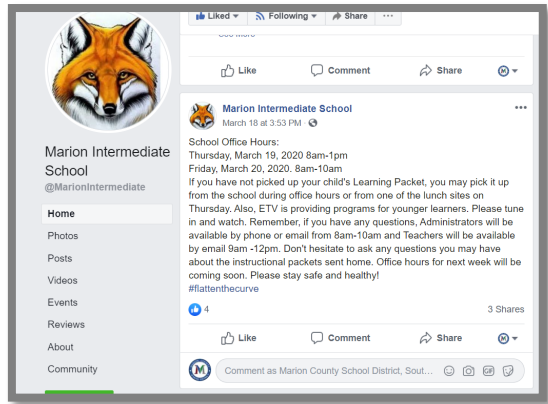 Liked
Following
Share
Like
Comment
Share
Marion Intermediate School
March 18 at 3:53 PM
School Office Hours:
Thursday, March 19, 2020 8am-1pm
Friday, March 20, 2020. 8am-10am
If you have not picked up your child's Learning Packet, you may pick it up
from the school during office hours or from one of the lunch sites on
Thursday. Also, ETV is providing programs for younger learners. Please tune
in and watch. Remember, if you have any questions, Administrators will be
available by phone or email from 8am-10am and Teachers will be available
by email 9am -12pm. Don't hesitate to ask any questions you may have
about the instructional packets sent home. Office hours for next week will be
coming soon. Please stay safe and healthy!
#flattenthecurve
4
3 Shares
Like
Comment
Share
Comment as Marion County School District, Sout...
GIF
Marion Intermediate
School
@MarionIntermediate
Home
Photos
Posts
Videos
Events
Reviews
About
Community